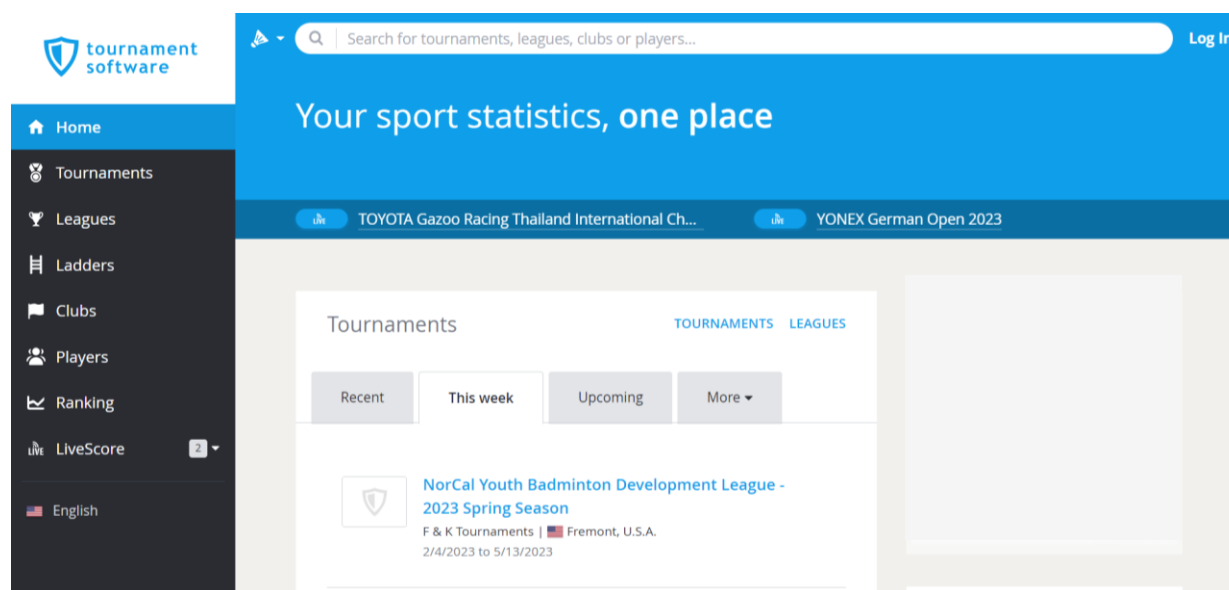 tournament
software
Search for tournaments, leagues, clubs or players...
Log In
Home
Tournaments
Leagues
Ladders
Clubs
Players
Ranking
LIVE LiveScore 2
English
Your sport statistics, one place
LIVE TOYOTA Gazoo Racing Thailand International Ch...
LIVE YONEX German Open 2023
Tournaments
TOURNAMENTS LEAGUES
Recent This week Upcoming More
NorCal Youth Badminton Development League -
2023 Spring Season
F & K Tournaments | Fremont, U.S.A.
2/4/2023 to 5/13/2023